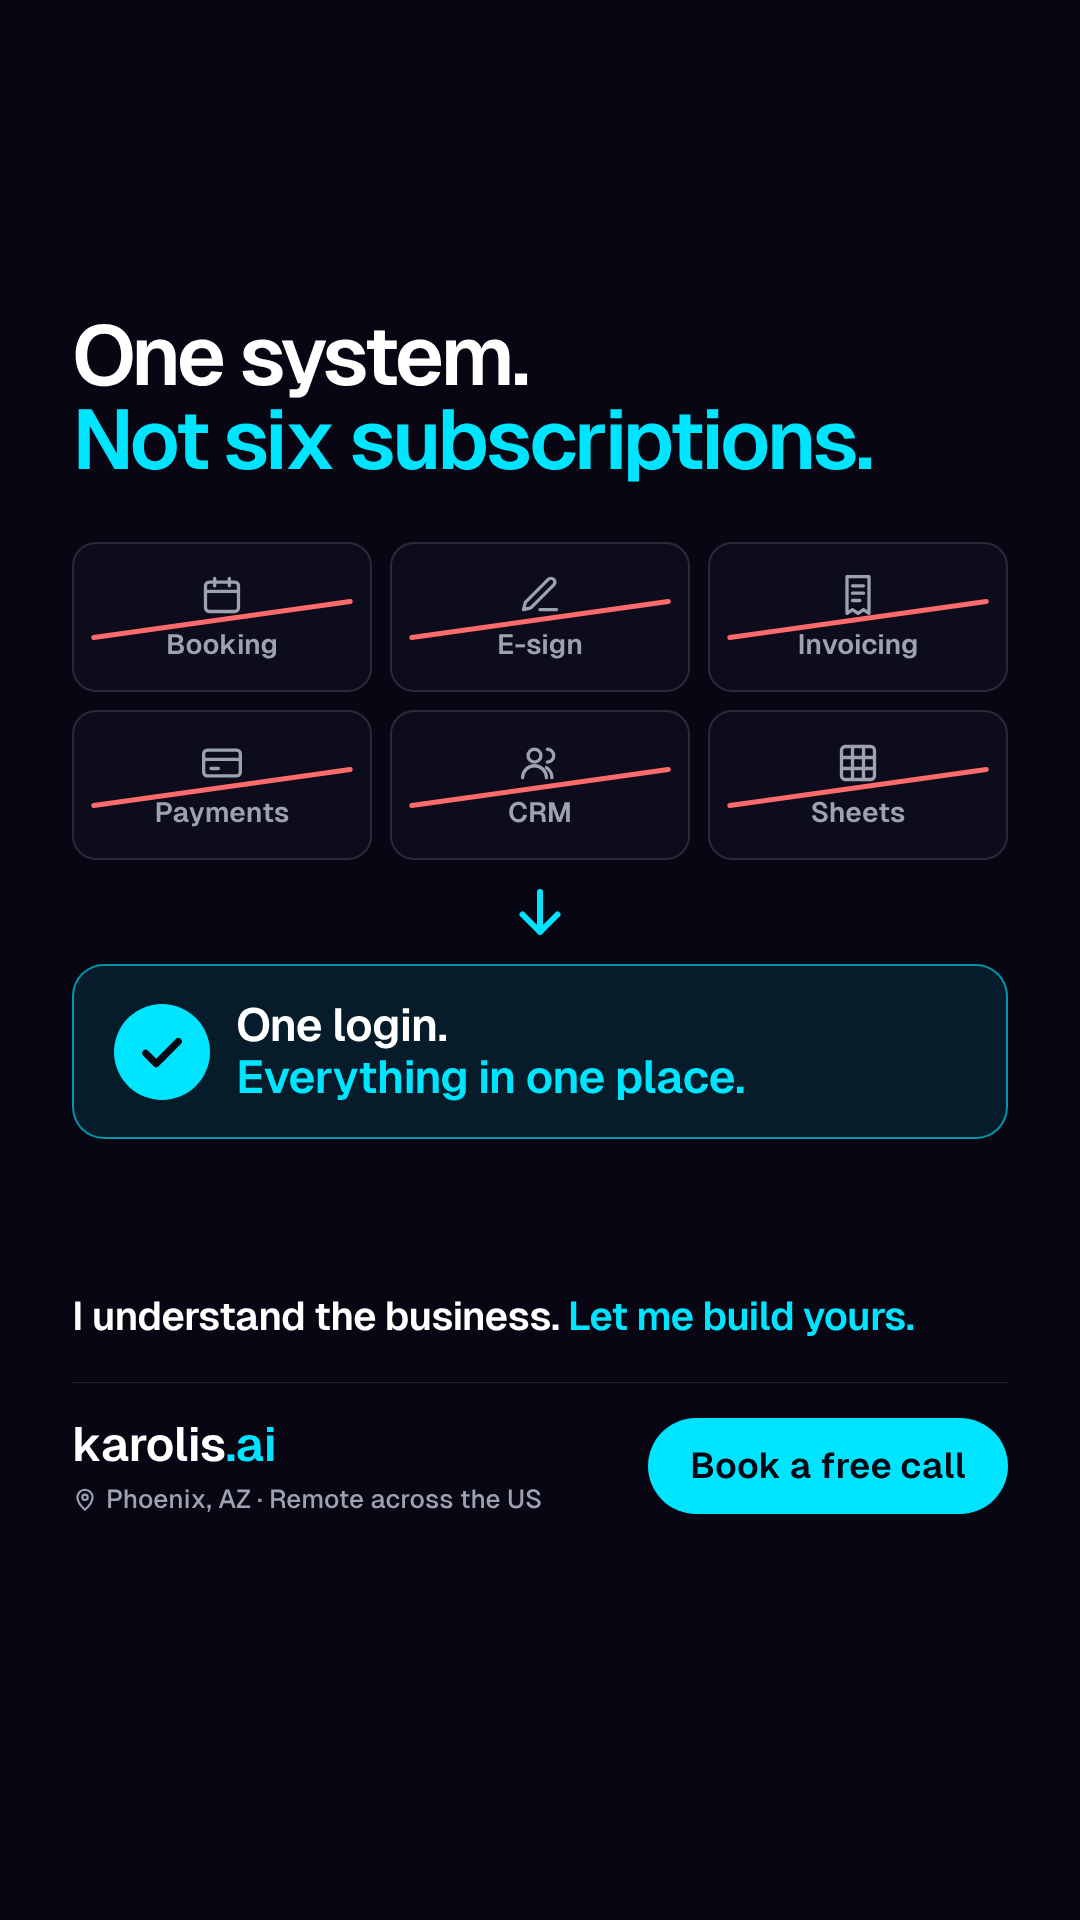 One system.
Not six subscriptions.
Booking
E-sign
Invoicing
Payments
CRM
Sheets
One login.
Everything in one place.
I understand the business. Let me build yours.
karolis.ai
Phoenix, AZ · Remote across the US
Book a free call